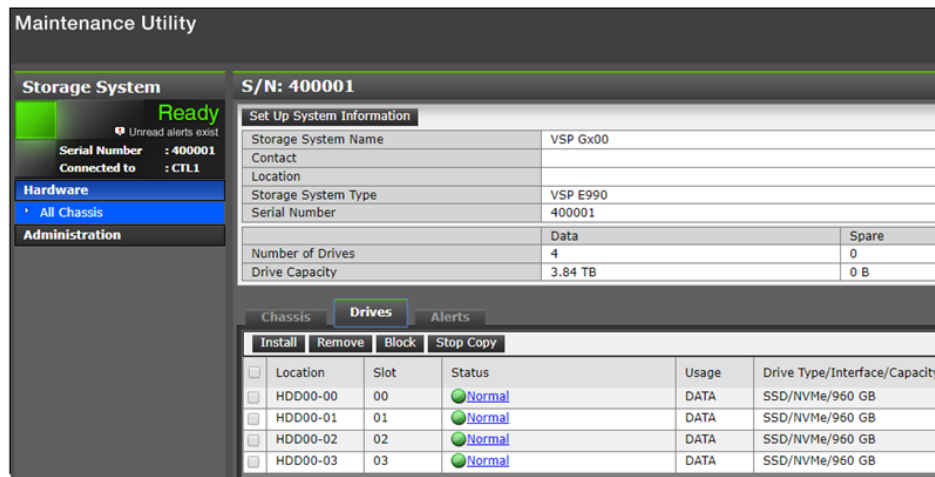 Maintenance Utility
Storage System
Ready
Unread alerts exist
Serial Number : 400001
Connected to : CTL1
Hardware
All Chassis
Administration
S/N: 400001
Set Up System Information
Storage System Name VSP Gx00
Contact
Location
Storage System Type VSP E990
Serial Number 400001
Data Spare
Number of Drives 4 0
Drive Capacity 3.84 TB 0 B
Chassis Drives Alerts
Install Remove Block Stop Copy
Location Slot Status Usage Drive Type/Interface/Capacity
HDD00-00 00 Normal DATA SSD/NVMe/960 GB
HDD00-01 01 Normal DATA SSD/NVMe/960 GB
HDD00-02 02 Normal DATA SSD/NVMe/960 GB
HDD00-03 03 Normal DATA SSD/NVMe/960 GB